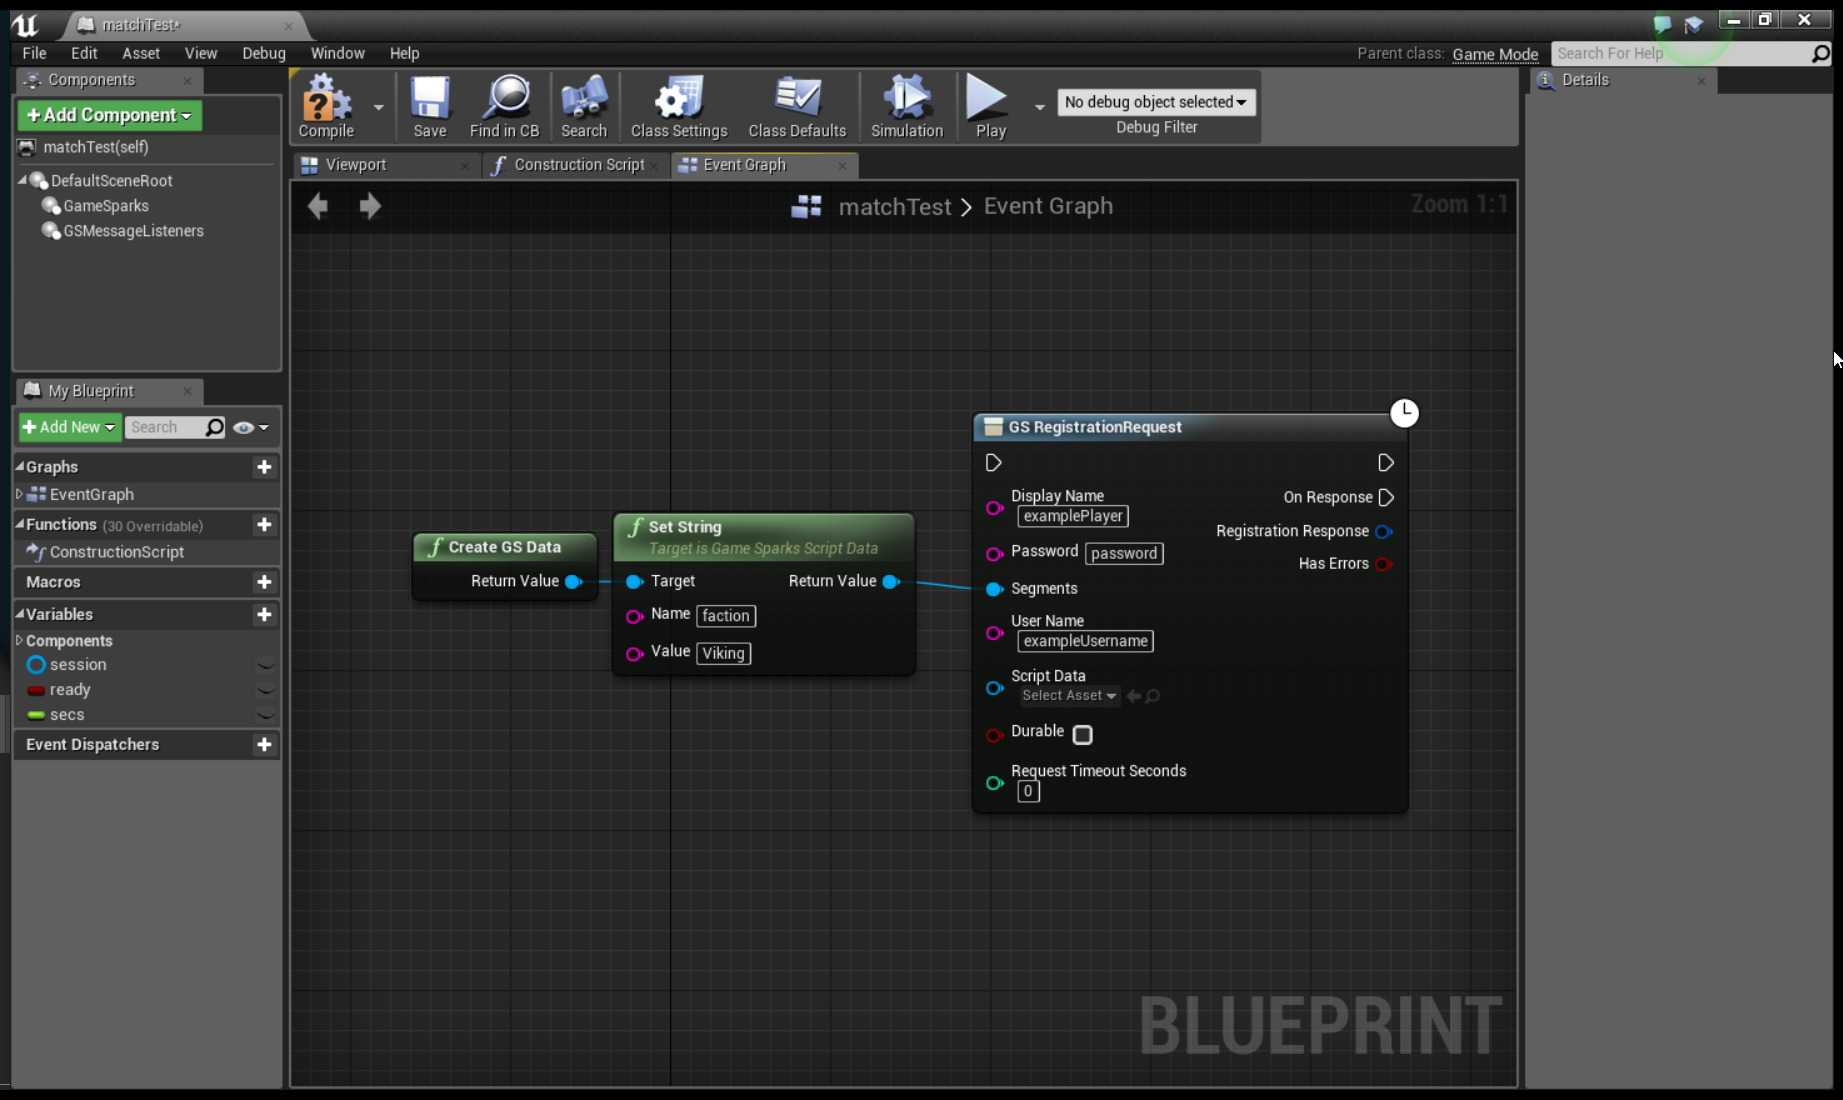 matchTest*
File Edit Asset View Debug Window Help
Parent class: Game Mode
Search For Help
Components
+Add Component
matchTest(self)
DefaultSceneRoot
GameSparks
GSMessageListeners
Compile
Save
Find in CB
Search
Class Settings
Class Defaults
Simulation
Play
No debug object selected
Debug Filter
Details
Viewport
Construction Script
Event Graph
matchTest > Event Graph
Zoom 1:1
My Blueprint
+Add New
Search
Graphs
EventGraph
Functions (30 Overridable)
ConstructionScript
Macros
Variables
Components
session
ready
secs
Event Dispatchers
Create GS Data
Return Value
Set String
Target is Game Sparks Script Data
Target
Return Value
Name faction
Value Viking
GS RegistrationRequest
Display Name
examplePlayer
On Response
Registration Response
Has Errors
Password password
Segments
User Name
exampleUsername
Script Data
Select Asset
Durable
Request Timeout Seconds
0
BLUEPRINT